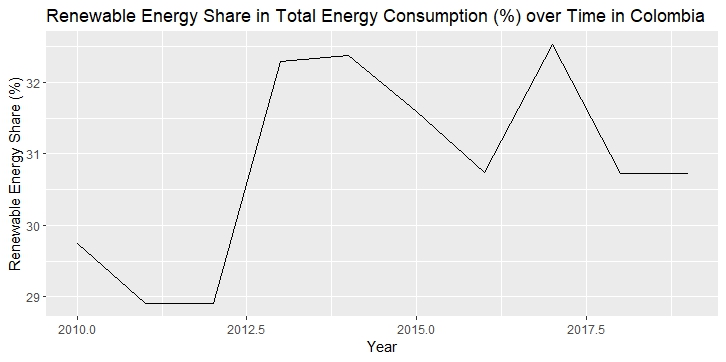 Renewable Energy Share in Total Energy Consumption (%) over Time in Colombia
Renewable Energy Share (%)
32
31
30
29
2010.0 2012.5 2015.0 2017.5
Year